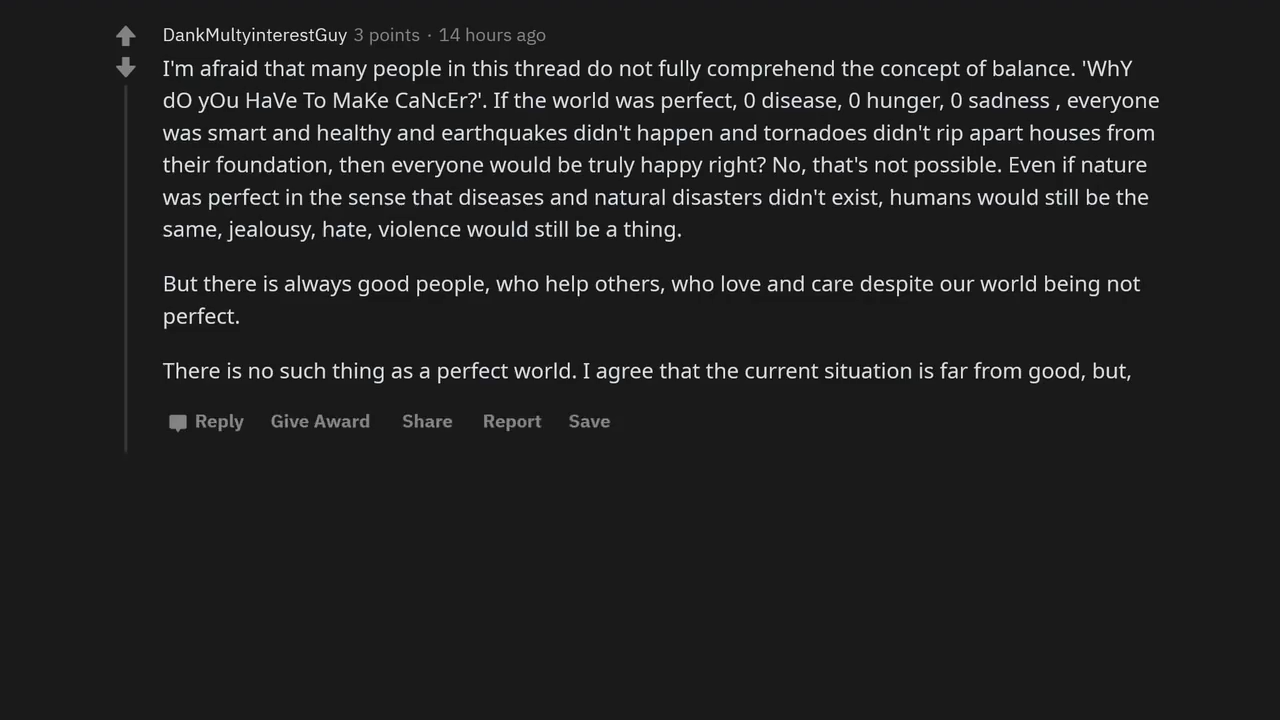 DankMultyinterestGuy 3 points · 14 hours ago
I'm afraid that many people in this thread do not fully comprehend the concept of balance. 'WhY
dO yOu HaVe To MaKe CaNcEr?'. If the world was perfect, 0 disease, 0 hunger, 0 sadness , everyone
was smart and healthy and earthquakes didn't happen and tornadoes didn't rip apart houses from
their foundation, then everyone would be truly happy right? No, that's not possible. Even if nature
was perfect in the sense that diseases and natural disasters didn't exist, humans would still be the
same, jealousy, hate, violence would still be a thing.
But there is always good people, who help others, who love and care despite our world being not
perfect.
There is no such thing as a perfect world. I agree that the current situation is far from good, but,
Reply Give Award Share Report Save